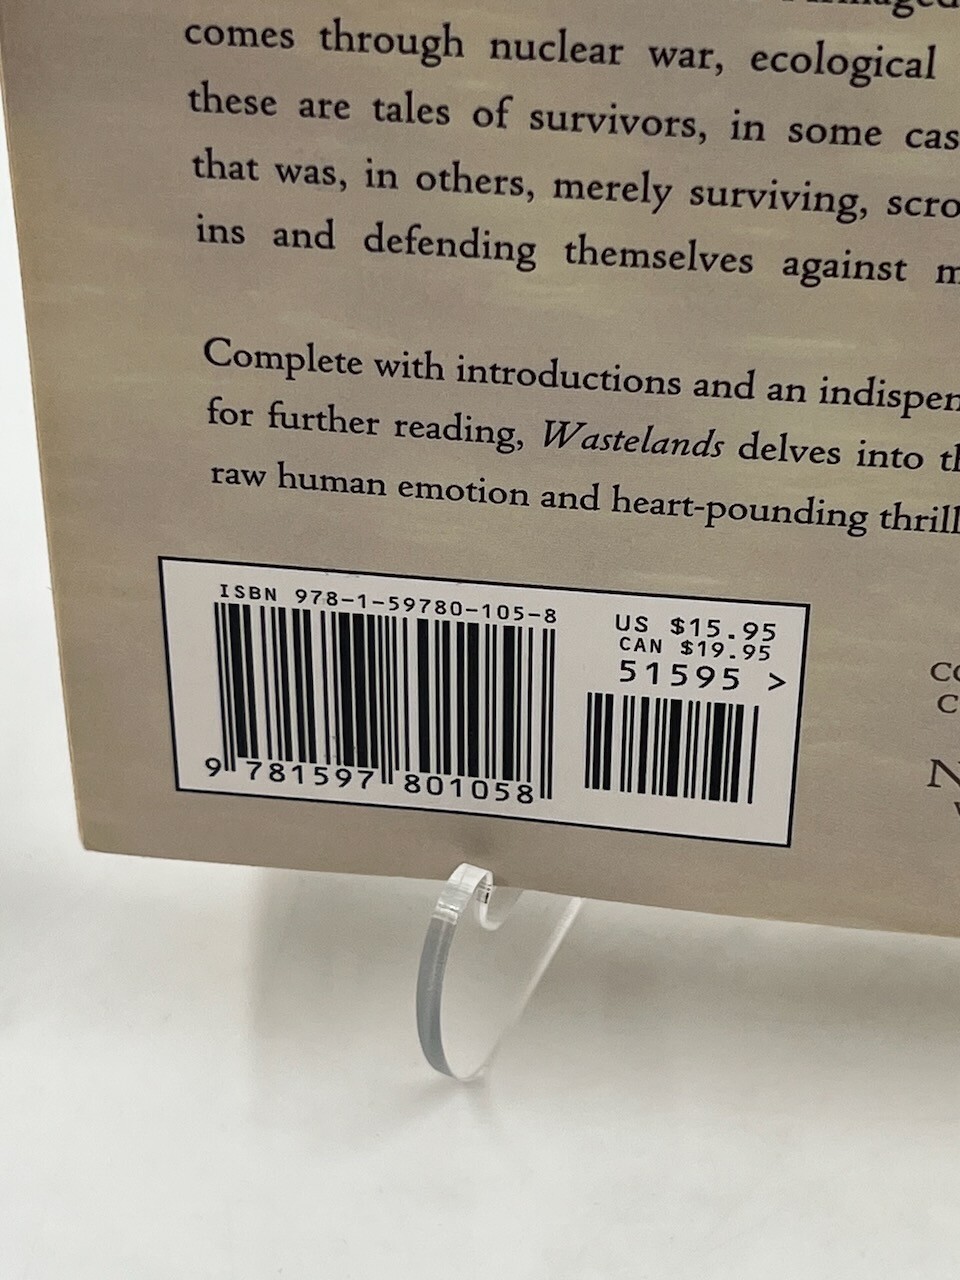 comes through nuclear war, ecological
these are tales of survivors, in some cas
that was, in others, merely surviving, scro
ins and defending themselves against m
Complete with introductions and an indispen
for further reading, Wastelands delves into th
raw human emotion and heart-pounding thrill
ISBN 978-1-59780-105-8
9 781597 801058
US $15.95
CAN $19.95
51595 >
CO
C
N